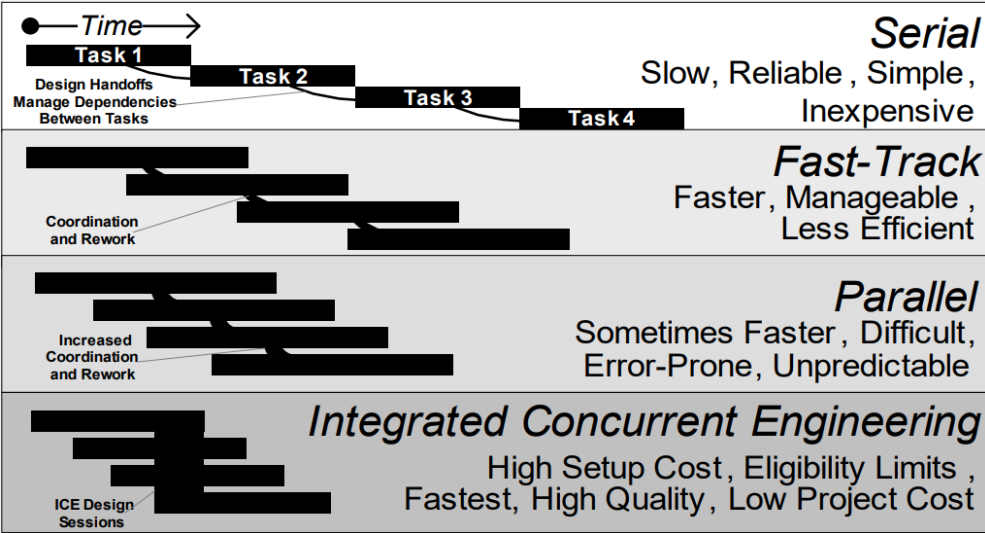 Time
Task 1
Task 2
Task 3
Task 4
Design Handoffs
Manage Dependencies
Between Tasks
Serial
Slow, Reliable , Simple ,
Inexpensive
Fast-Track
Faster, Manageable ,
Less Efficient
Coordination
and Rework
Parallel
Sometimes Faster , Difficult,
Error-Prone, Unpredictable
Increased
Coordination
and Rework
Integrated Concurrent Engineering
High Setup Cost , Eligibility Limits ,
Fastest, High Quality, Low Project Cost
ICE Design
Sessions